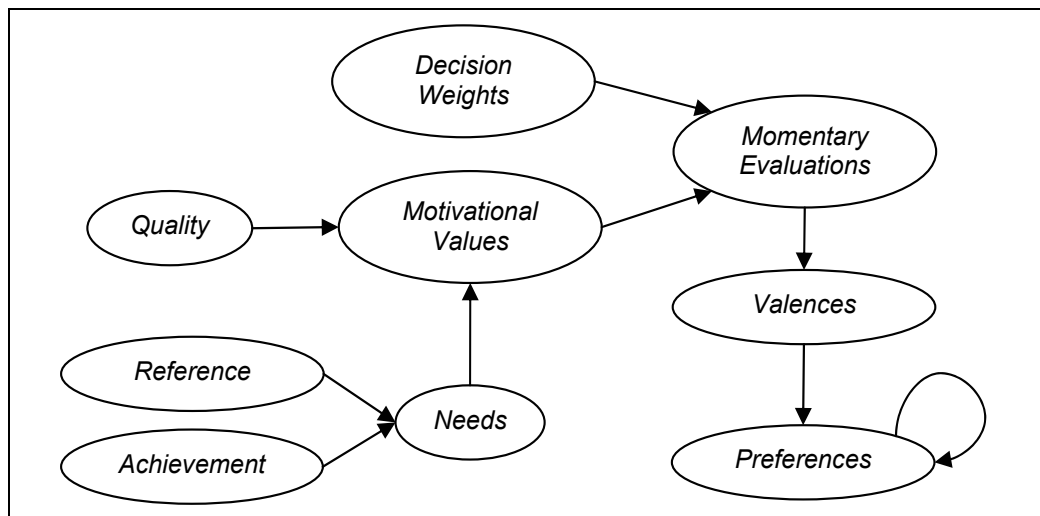 Decision
Weights
Momentary
Evaluations
Quality
Motivational
Values
Valences
Reference
Needs
Achievement
Preferences